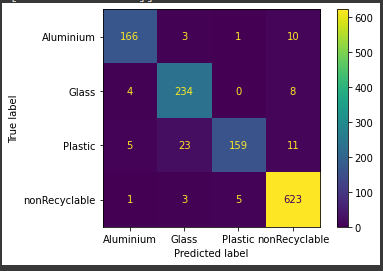 Aluminium 166 3 1 10
Glass 4 234 0 8
Plastic 5 23 159 11
nonRecyclable 1 3 5 623
Aluminium Glass Plastic nonRecyclable
Predicted label
True label
600
500
400
300
200
100
0